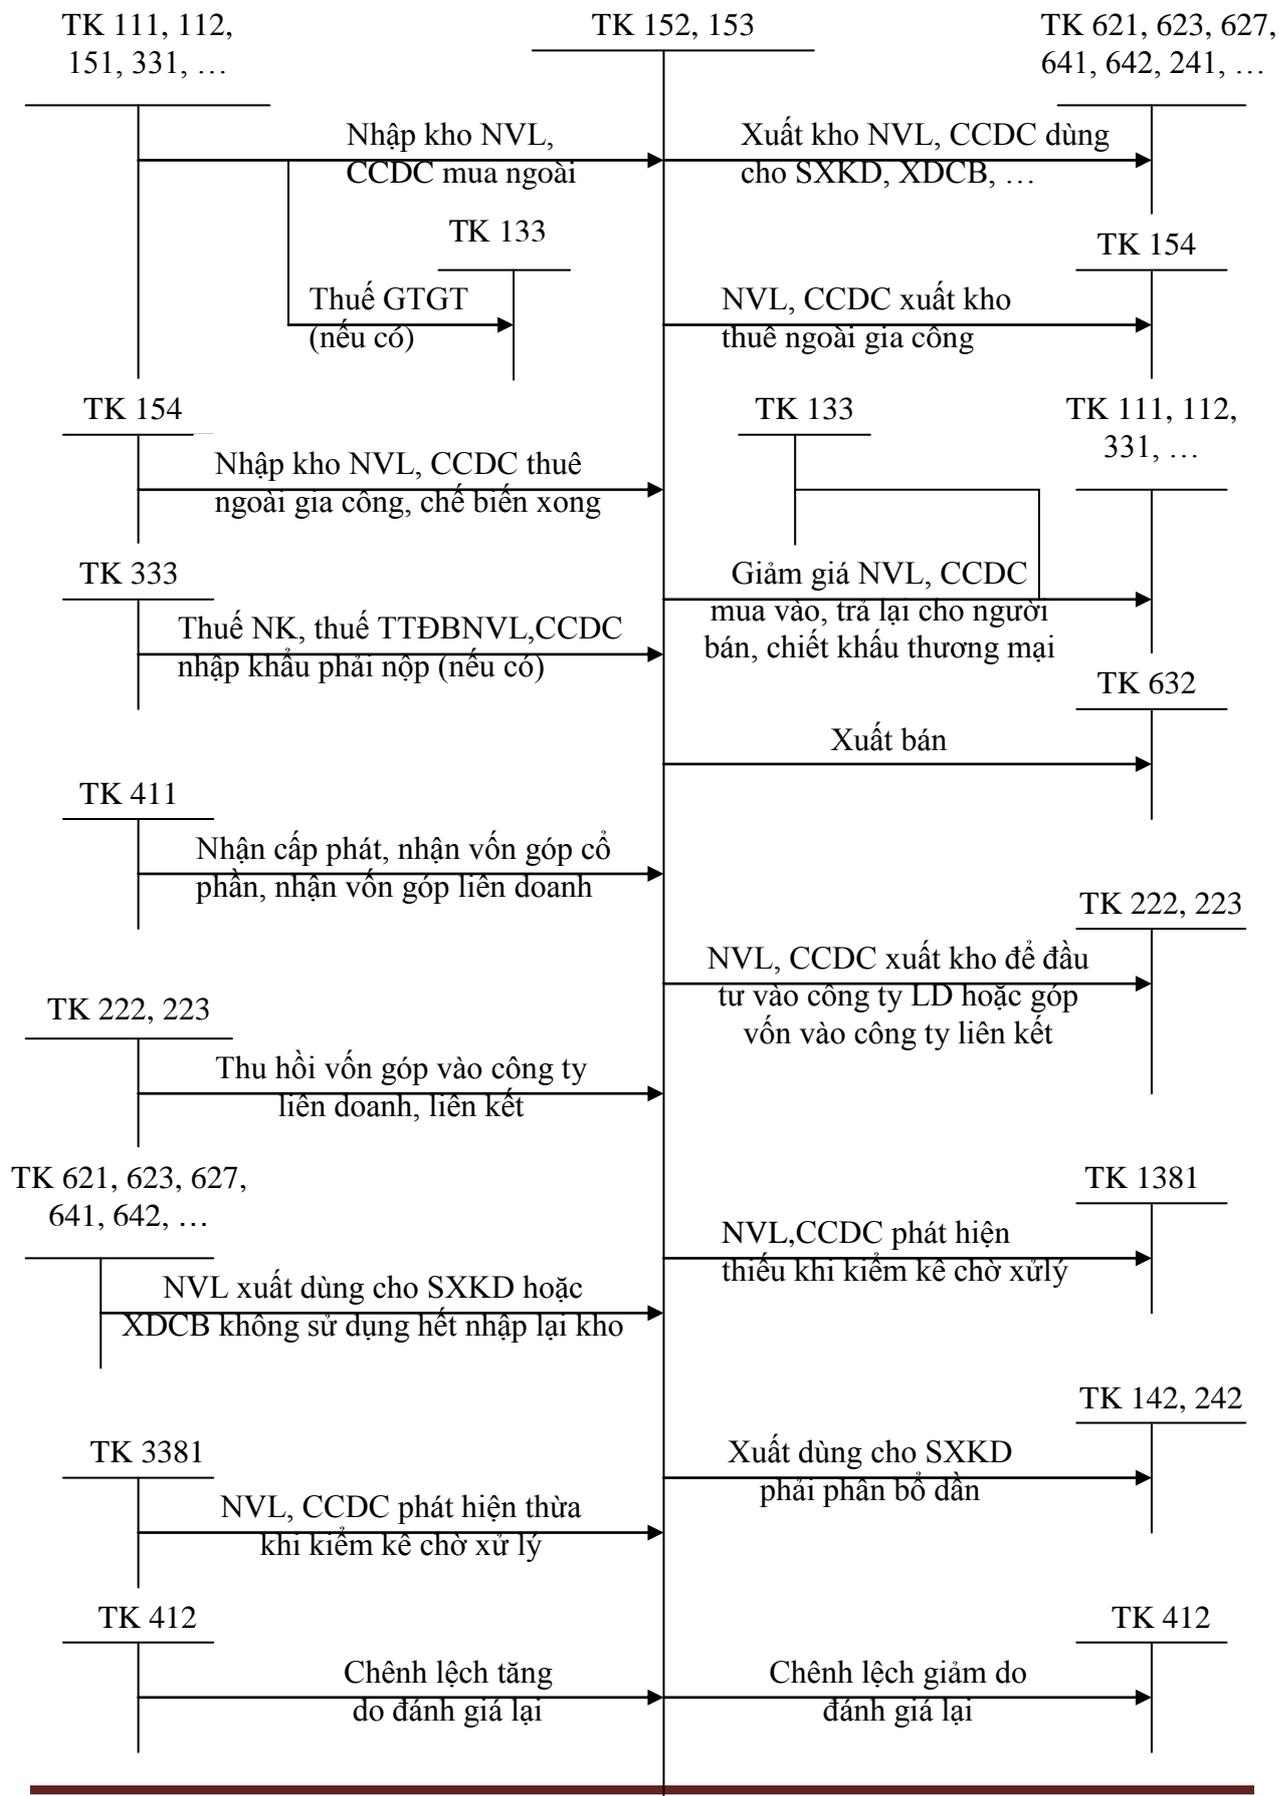 TK 111, 112,
151, 331, …
TK 152, 153
TK 621, 623, 627,
641, 642, 241, …
Nhập kho NVL,
CCDC mua ngoài
Xuất kho NVL, CCDC dùng
cho SXKD, XDCB, …
TK 133
TK 154
Thuế GTGT
(nếu có)
NVL, CCDC xuất kho
thuê ngoài gia công
TK 154
TK 133
TK 111, 112,
331, …
Nhập kho NVL, CCDC thuê
ngoài gia công, chế biến xong
TK 333
Giảm giá NVL, CCDC
mua vào, trả lại cho người
bán, chiết khấu thương mại
Thuế NK, thuế TTĐBNVL,CCDC
nhập khẩu phải nộp (nếu có)
TK 632
Xuất bán
TK 411
Nhận cấp phát, nhận vốn góp cổ
phần, nhận vốn góp liên doanh
TK 222, 223
NVL, CCDC xuất kho để đầu
tư vào công ty LD hoặc góp
vốn vào công ty liên kết
TK 222, 223
Thu hồi vốn góp vào công ty
liên doanh, liên kết
TK 621, 623, 627,
641, 642, …
TK 1381
NVL,CCDC phát hiện
thiếu khi kiểm kê chờ xửlý
NVL xuất dùng cho SXKD hoặc
XDCB không sử dụng hết nhập lại kho
TK 142, 242
TK 3381
Xuất dùng cho SXKD
phải phân bổ dần
NVL, CCDC phát hiện thừa
khi kiểm kê chờ xử lý
TK 412
TK 412
Chênh lệch tăng
do đánh giá lại
Chênh lệch giảm do
đánh giá lại